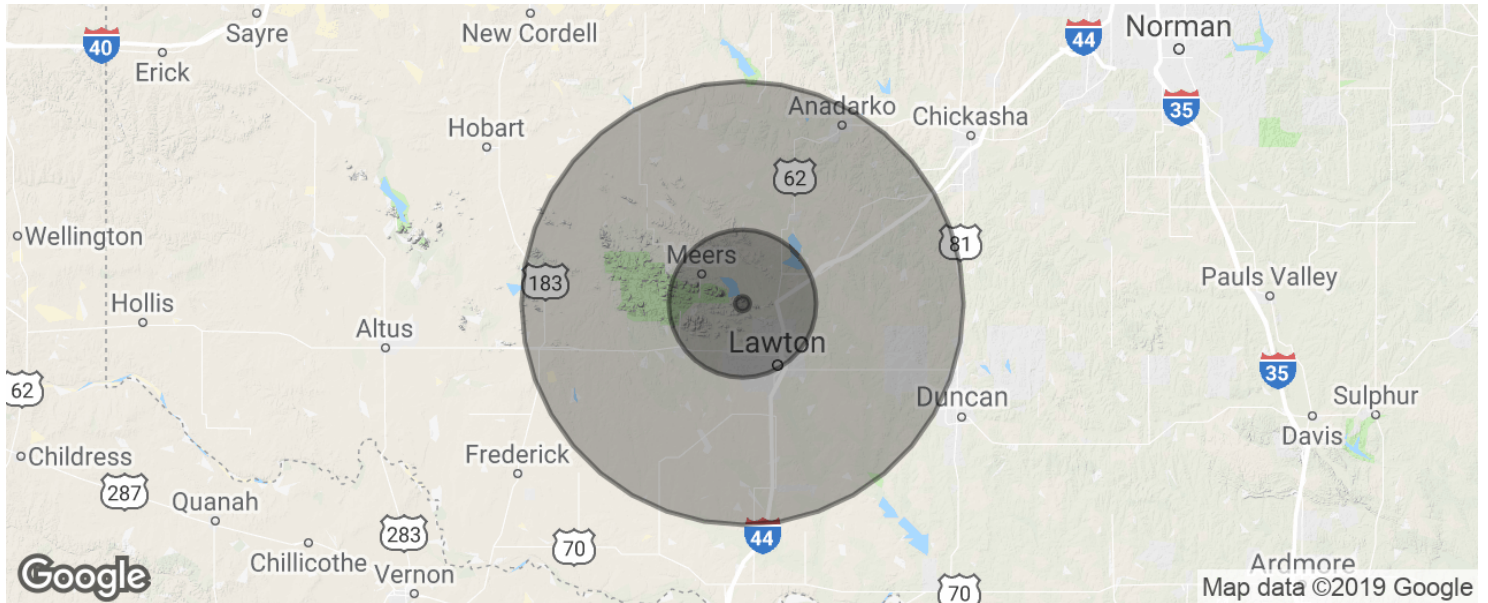 Sayre
New Cordell
44
Norman
40
Erick
35
Anadarko
Chickasha
Hobart
62
Wellington
81
Meers
183
Pauls Valley
Hollis
Altus
Lawton
35
62
Duncan
Sulphur
Davis
Childress
Frederick
287
Quanah
283
44
70
Chillicothe
Ardmore
Vernon
70
Google
Map data ©2019 Google